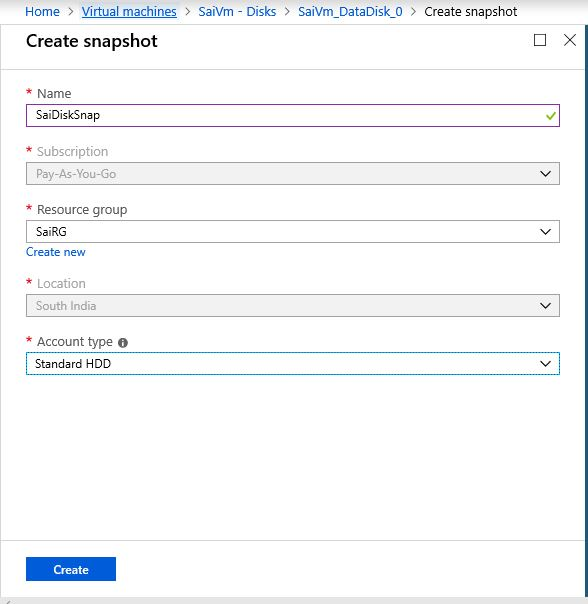 Home > Virtual machines > SaiVm - Disks > SaiVm_DataDisk_0 > Create snapshot
Create snapshot
* Name
SaiDiskSnap
* Subscription
Pay-As-You-Go
* Resource group
SaiRG
Create new
* Location
South India
* Account type
Standard HDD
Create